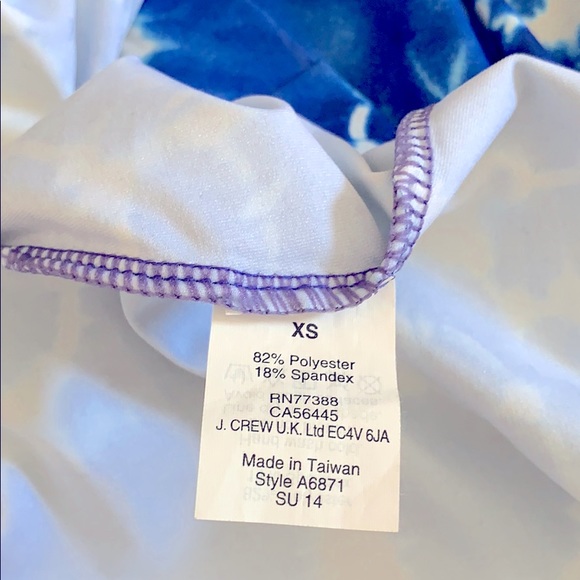 XS
82% Polyester
18% Spandex
RN77388
CA56445
J. CREW U.K. Ltd EC4V 6JA
Made in Taiwan
Style A6871
SU 14